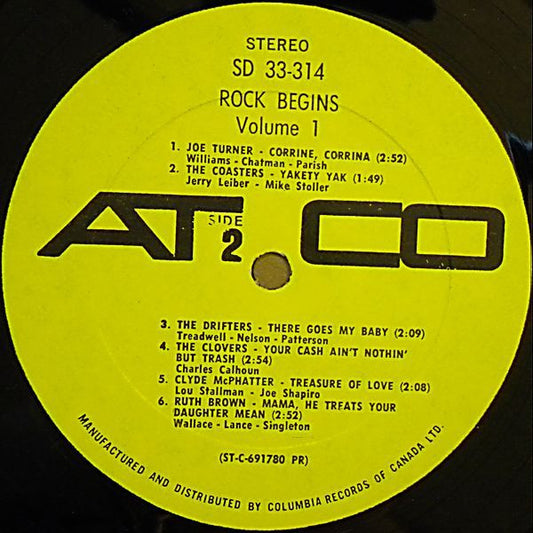 STEREO
SD 33-314
ROCK BEGINS
Volume 1
1. JOE TURNER - CORRINE, CORRINA (2:52)
Williams - Chatman - Parish
2. THE COASTERS - YAKETY YAK (1:49)
Jerry Leiber - Mike Stoller
ATCO
SIDE
2
3. THE DRIFTERS - THERE GOES MY BABY (2:09)
Treadwell - Nelson - Patterson
4. THE CLOVERS - YOUR CASH AIN'T NOTHIN'
BUT TRASH (2:54)
Charles Calhoun
5. CLYDE McPHATTER - TREASURE OF LOVE (2:08)
Lou Stallman - Joe Shapiro
6. RUTH BROWN - MAMA, HE TREATS YOUR
DAUGHTER MEAN (2:52)
Wallace - Lance - Singleton
(ST-C-691780 PR)
MANUFACTURED AND DISTRIBUTED BY COLUMBIA RECORDS OF CANADA LTD.